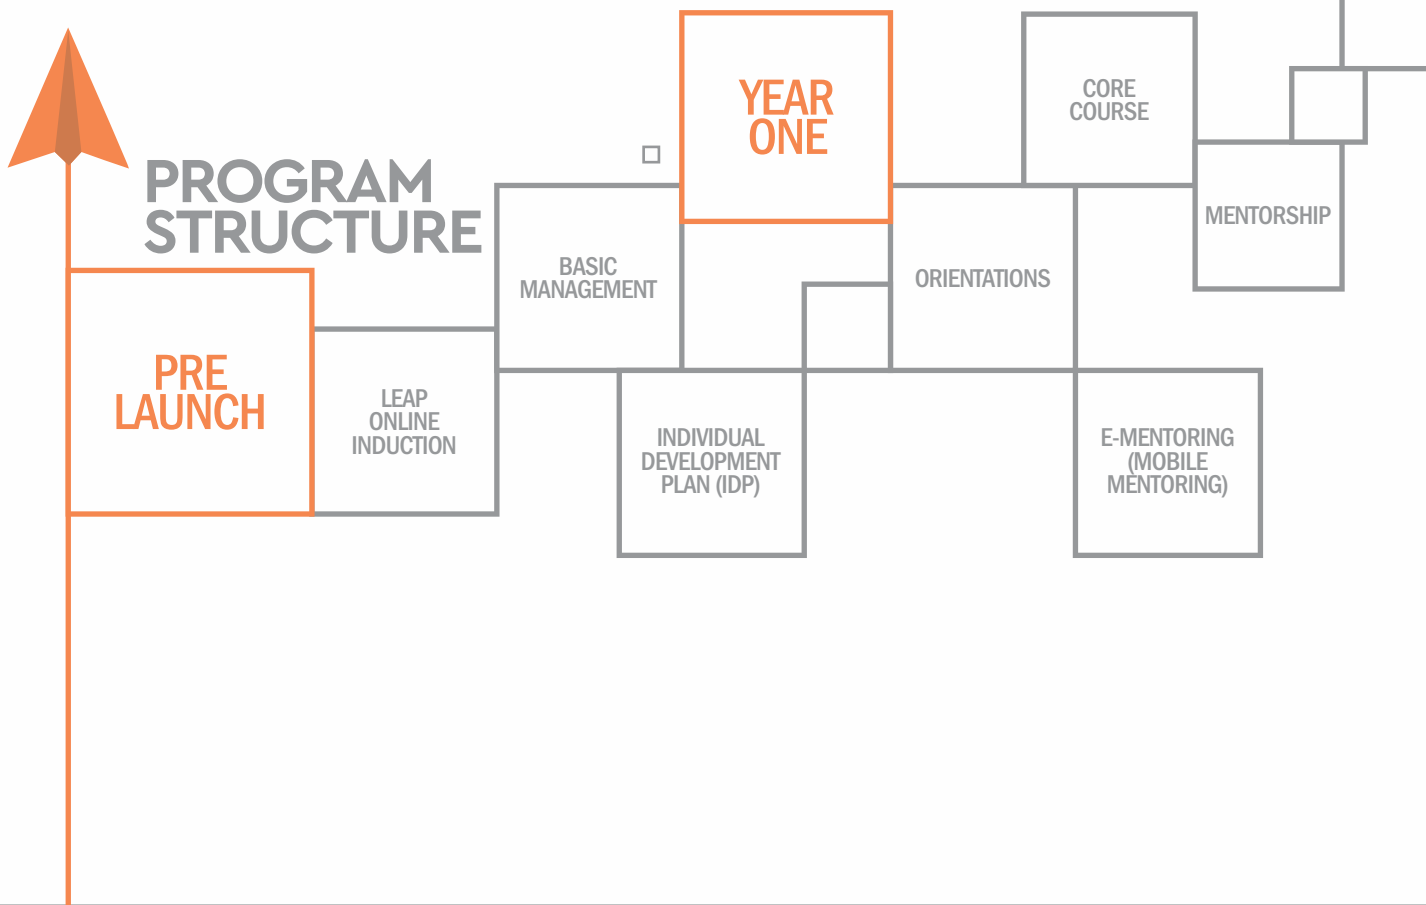 PROGRAM
STRUCTURE
PRE
LAUNCH
LEAP
ONLINE
INDUCTION
BASIC
MANAGEMENT
INDIVIDUAL
DEVELOPMENT
PLAN (IDP)
YEAR
ONE
ORIENTATIONS
CORE
COURSE
MENTORSHIP
E-MENTORING
(MOBILE
MENTORING)